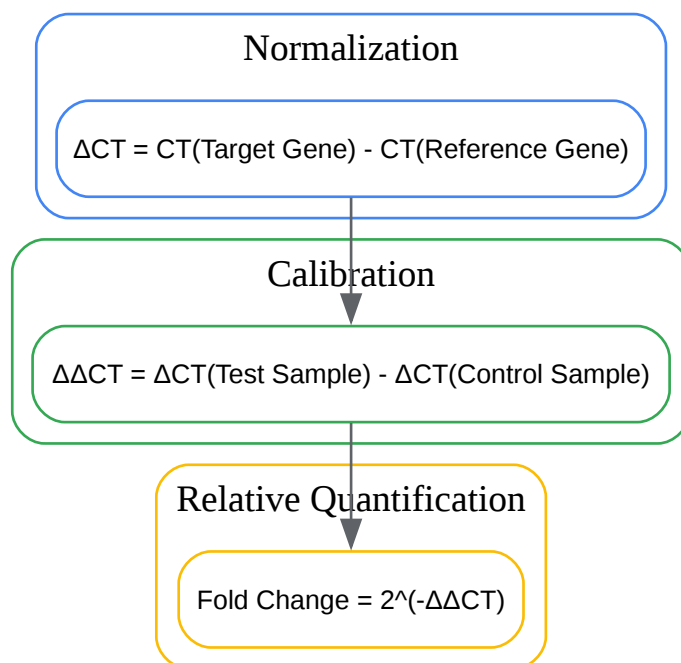 Normalization
ΔCT = CT(Target Gene) - CT(Reference Gene)
Calibration
ΔΔCT = ΔCT(Test Sample) - ΔCT(Control Sample)
Relative Quantification
Fold Change = 2^(-ΔΔCT)